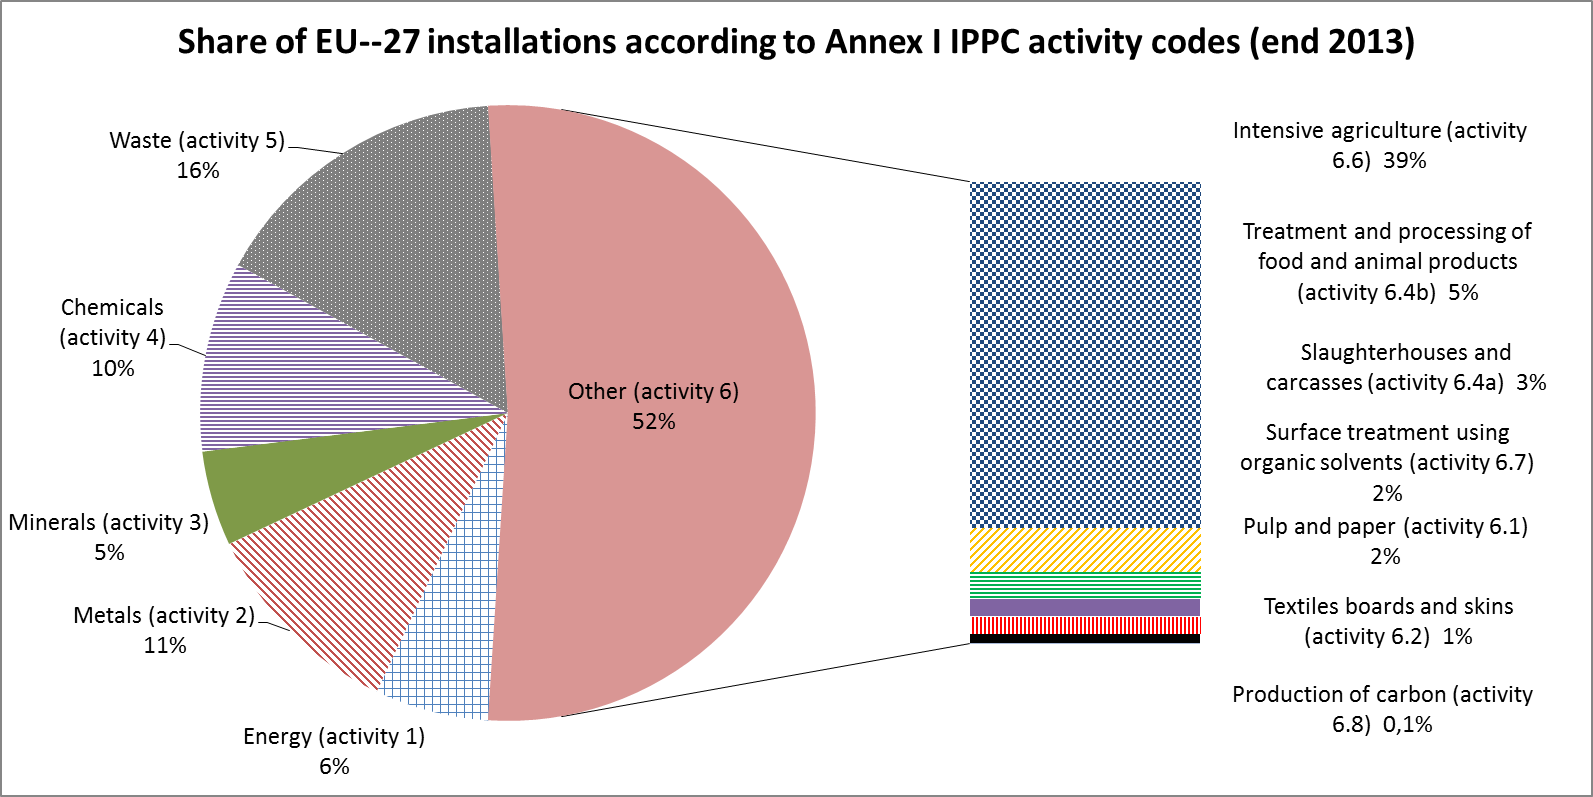 Share of EU--27 installations according to Annex I IPPC activity codes (end 2013)
Waste (activity 5)
16%
Chemicals
(activity 4)
10%
Minerals (activity 3)
5%
Metals (activity 2)
11%
Energy (activity 1)
6%
Other (activity 6)
52%
Intensive agriculture (activity
6.6)  39%
Treatment and processing of
food and animal products
(activity 6.4b)  5%
Slaughterhouses and
carcasses (activity 6.4a)  3%
Surface treatment using
organic solvents (activity 6.7)
2%
Pulp and paper (activity 6.1)
2%
Textiles boards and skins
(activity 6.2)  1%
Production of carbon (activity
6.8)  0,1%